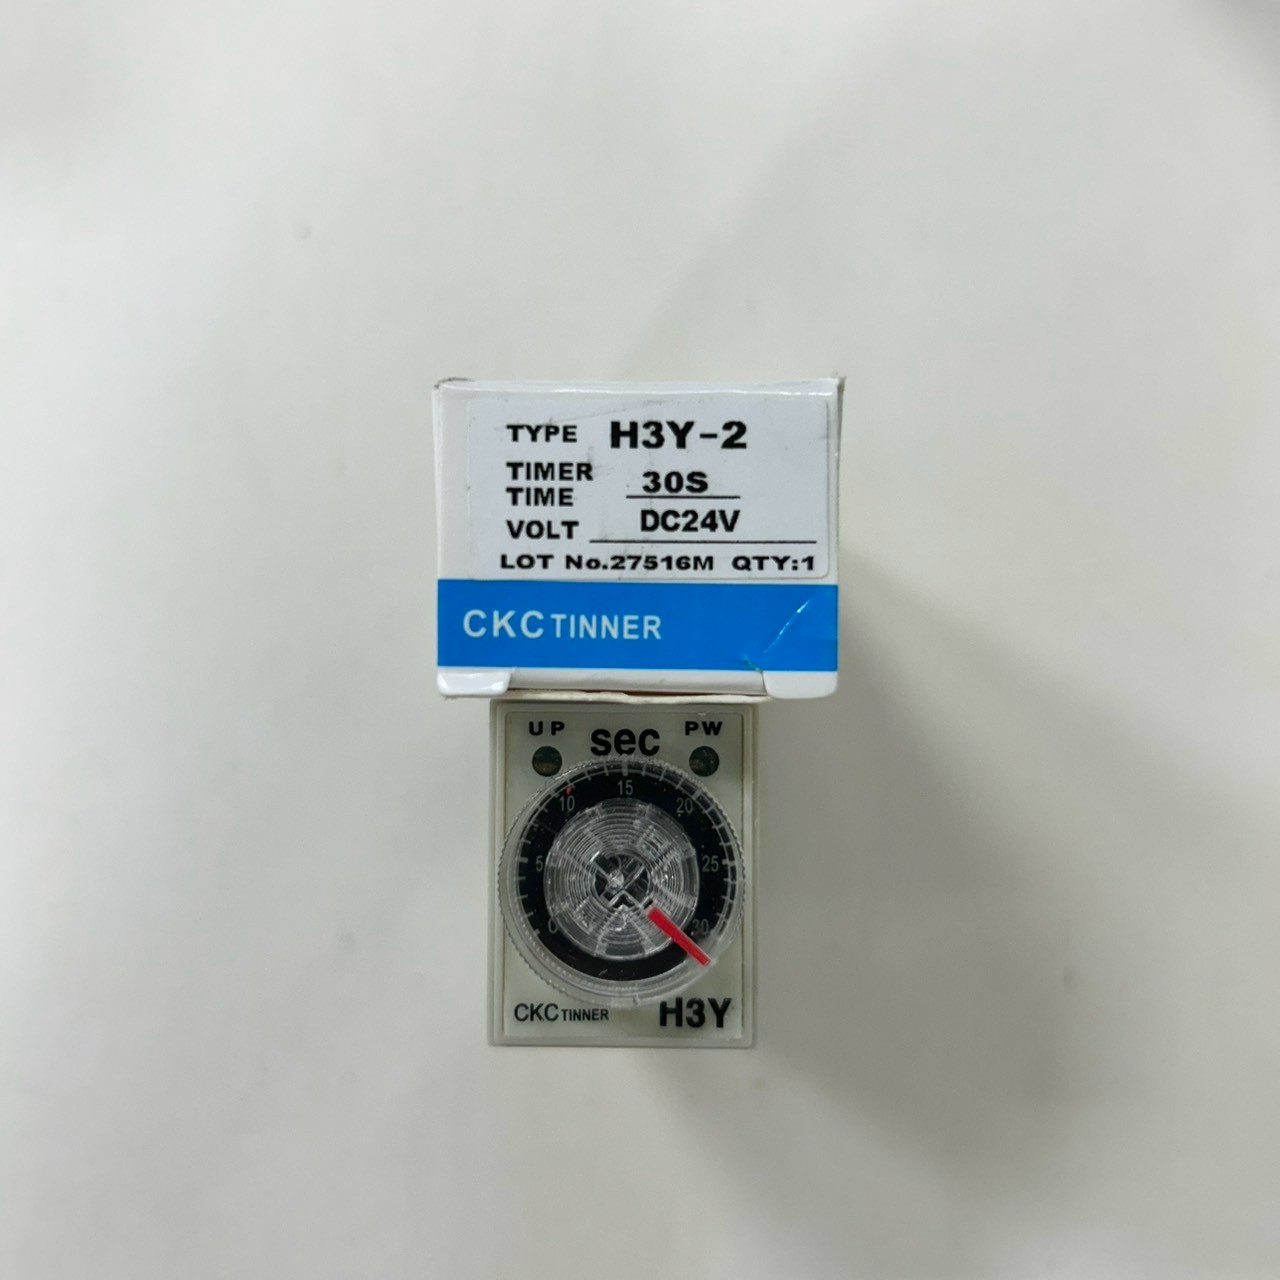 TYPE H3Y-2
TIMER TIME 30S
VOLT DC24V
LOT No.27516M QTY:1
CKC TINNER
UP sec PW
0 5 10 15 20 25 30
CKC TINNER H3Y